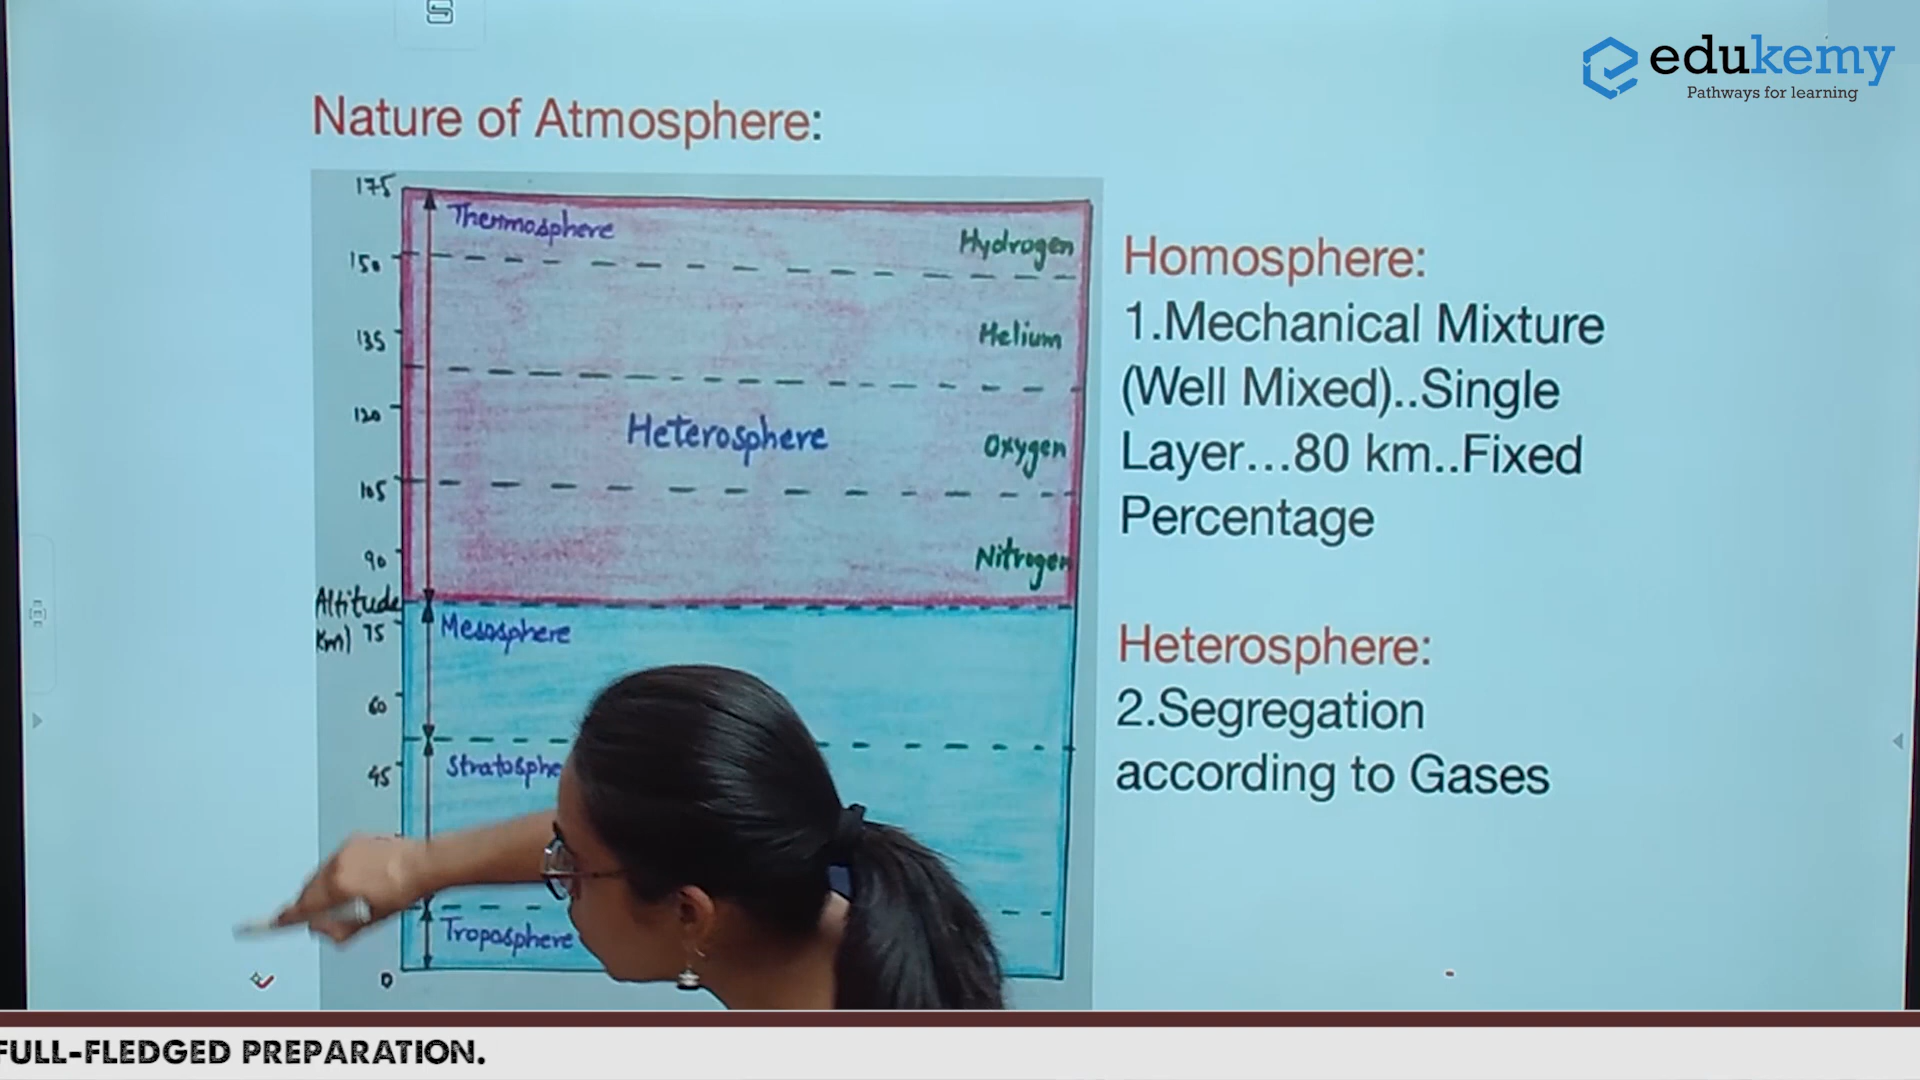 edukemy
Pathways for learning
Nature of Atmosphere:
175
Thermosphere
Hydrogen
150
135
Helium
120
Heterosphere
Oxygen
105
90
Nitrogen
Altitude
km)
75
Mesosphere
60
45
Stratosphe
Troposphere
0
Homosphere:
1.Mechanical Mixture
(Well Mixed)..Single
Layer...80 km..Fixed
Percentage
Heterosphere:
2.Segregation
according to Gases
FULL-FLEDGED PREPARATION.